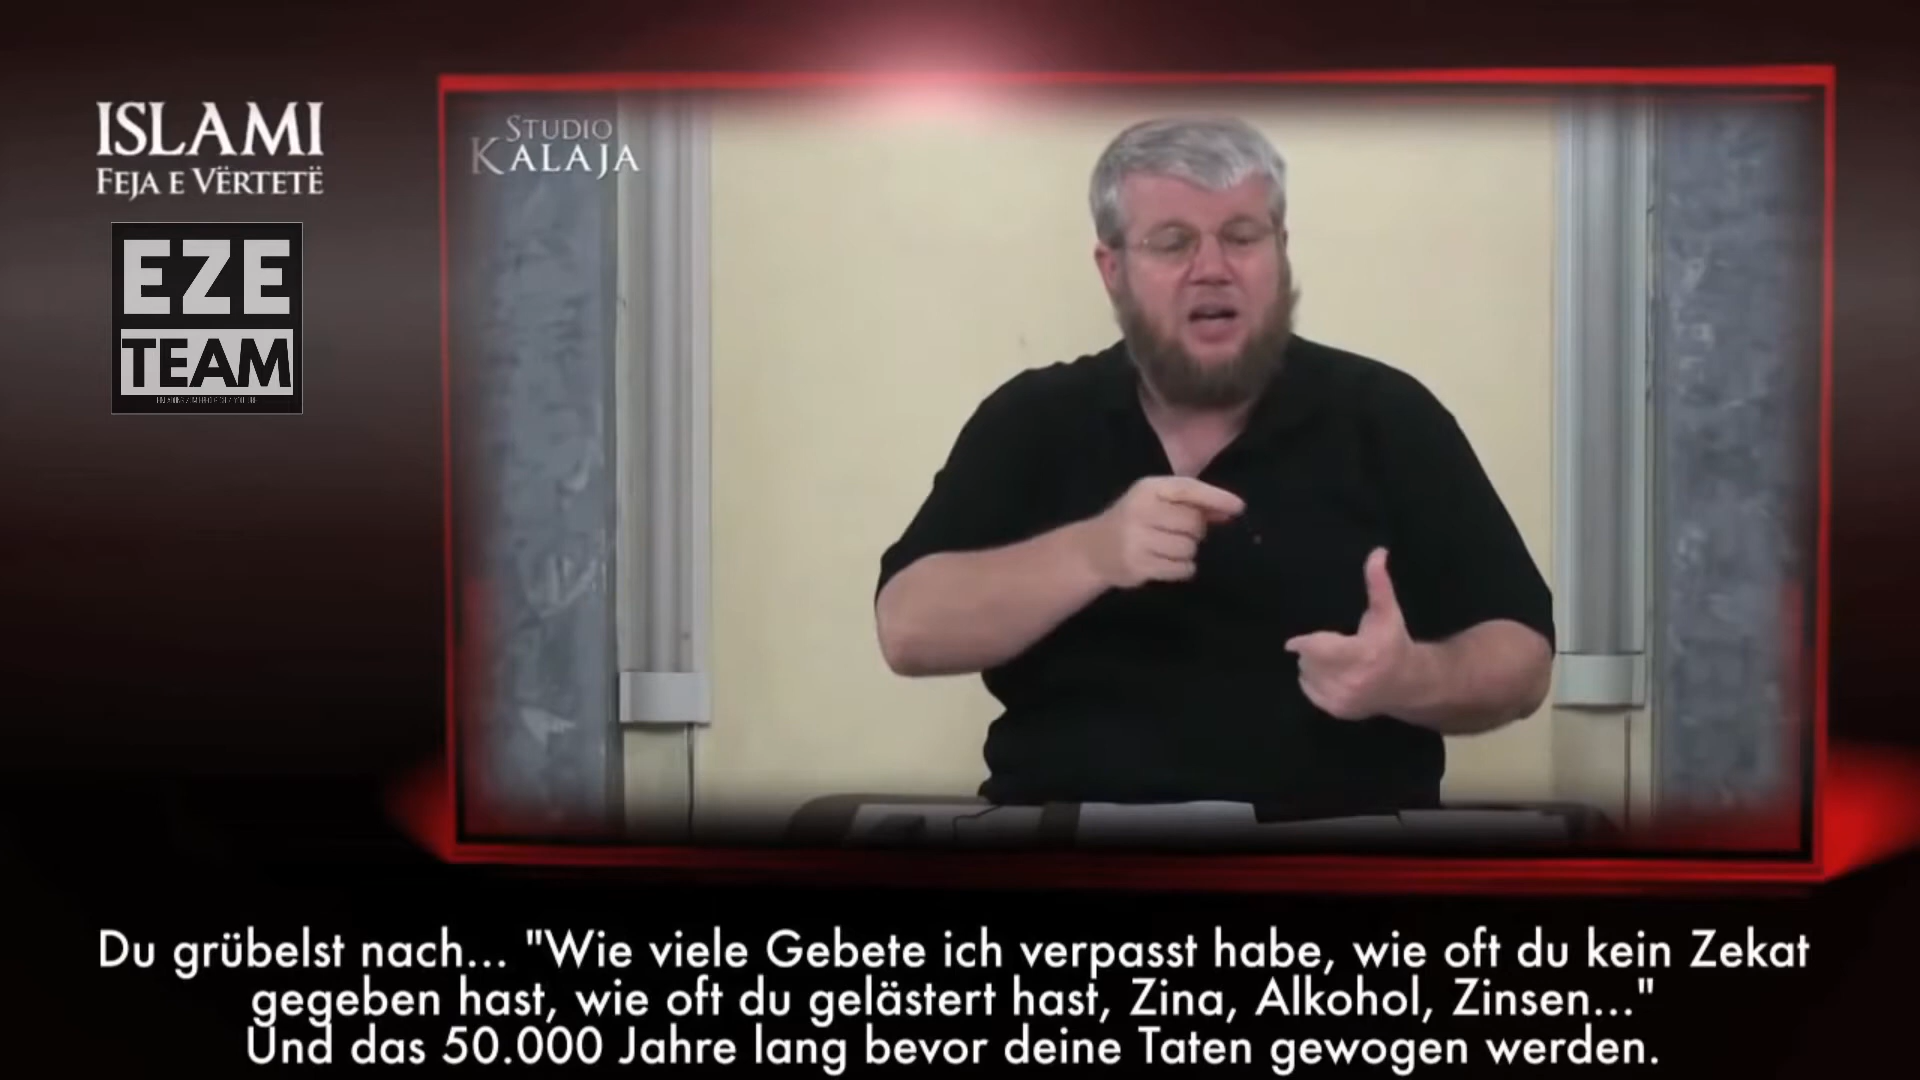 ISLAMI
FEJA E VËRTETË
EZE
TEAM
STUDIO
KALAJA
Du grübelst nach... "Wie viele Gebete ich verpasst habe, wie oft du kein Zekat
gegeben hast, wie oft du gelästert hast, Zina, Alkohol, Zinsen..."
Und das 50.000 Jahre lang bevor deine Taten gewogen werden.